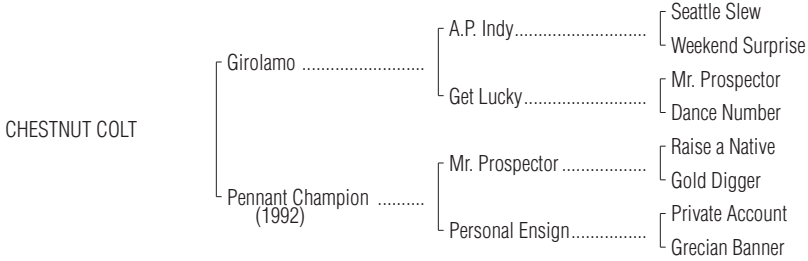 Seattle Slew
A.P. Indy..............................
Weekend Surprise
Girolamo ............................
Mr. Prospector
Get Lucky............................
Dance Number
CHESTNUT COLT
Raise a Native
Mr. Prospector ....................
Gold Digger
Pennant Champion ..........
(1992)
Private Account
Personal Ensign.................
Grecian Banner